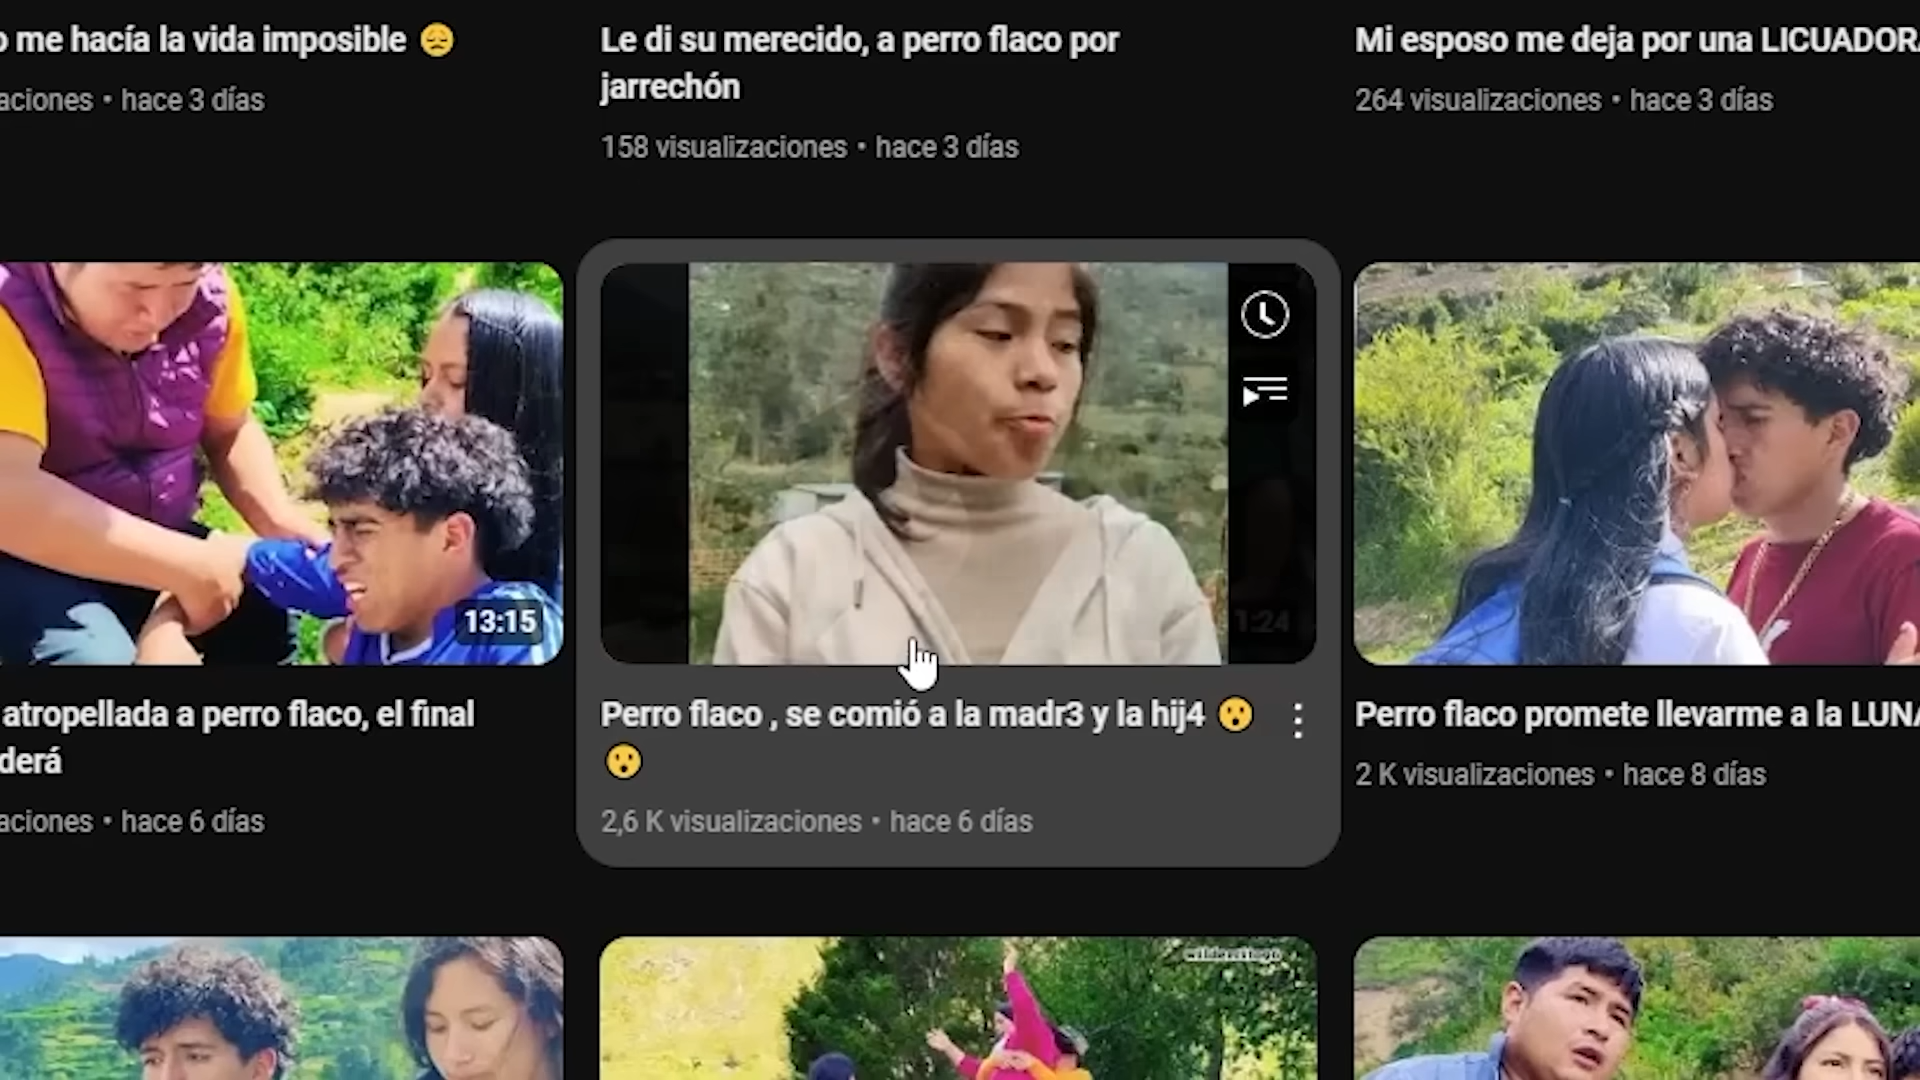 o me hacía la vida imposible 😞
aciones • hace 3 días
Le di su merecido, a perro flaco por
jarrechón
158 visualizaciones • hace 3 días
Mi esposo me deja por una LICUADORA
264 visualizaciones • hace 3 días
13:15
1:24
atropellada a perro flaco, el final
derá
aciones • hace 6 días
Perro flaco , se comió a la madr3 y la hij4 😮
😮
2,6 K visualizaciones • hace 6 días
Perro flaco promete llevarme a la LUNA
2 K visualizaciones • hace 8 días